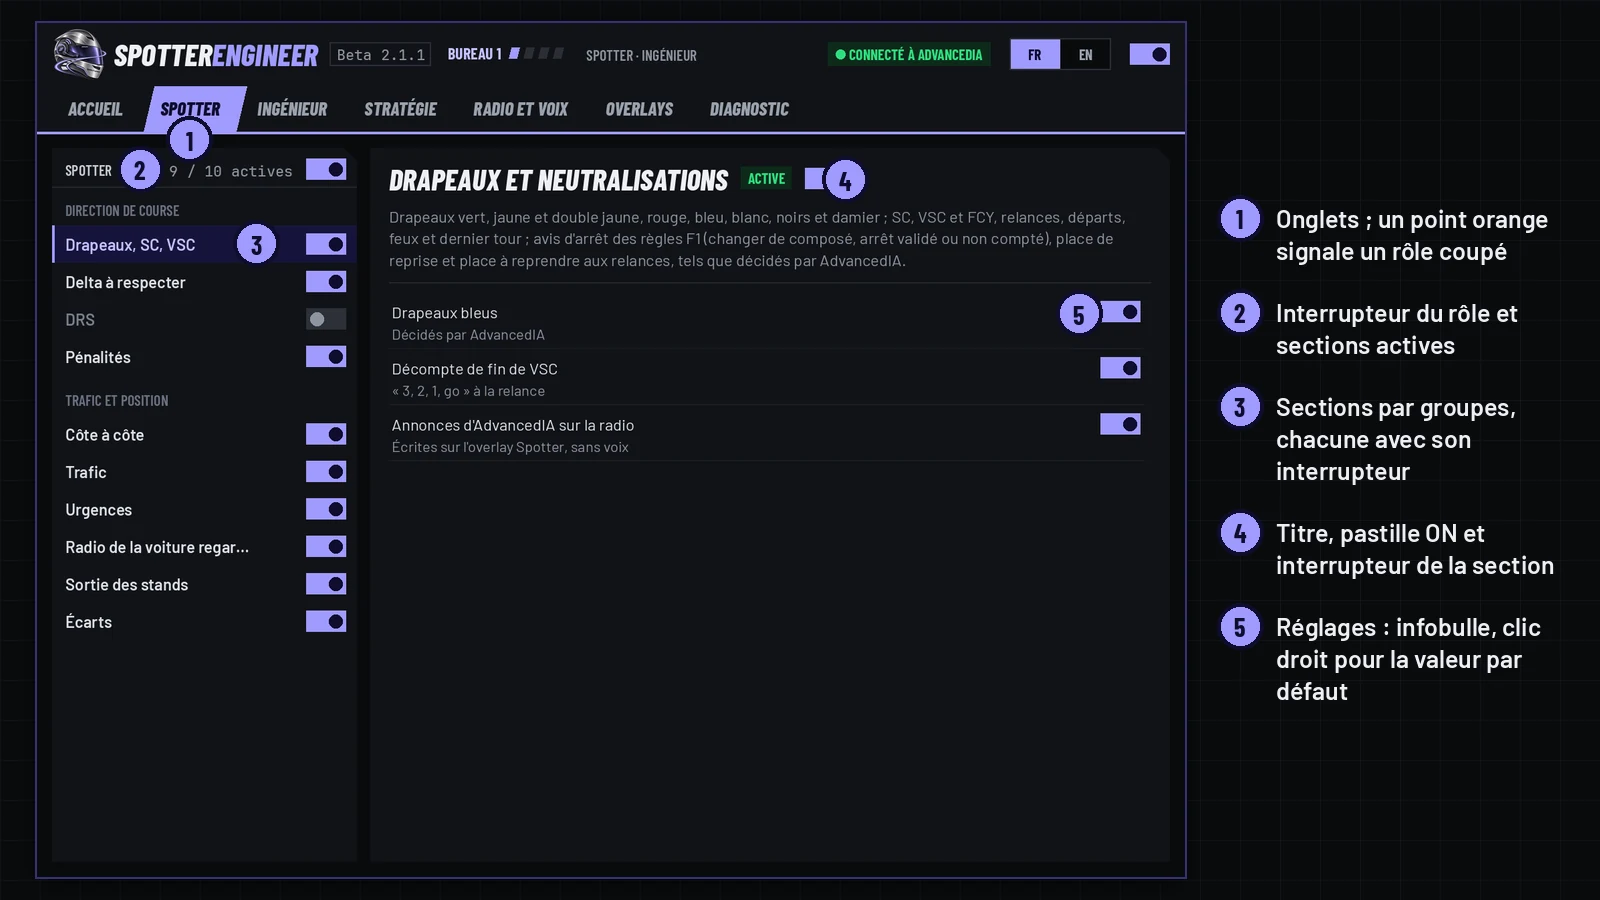 SPOTTERENGINEER
Beta 2.1.1
BUREAU 1
SPOTTER · INGÉNIEUR
CONNECTÉ À ADVANCEDIA
FR
EN
ACCUEIL
SPOTTER
INGÉNIEUR
STRATÉGIE
RADIO ET VOIX
OVERLAYS
DIAGNOSTIC
1
SPOTTER
2
9 / 10 actives
DIRECTION DE COURSE
Drapeaux, SC, VSC
3
Delta à respecter
DRS
Pénalités
TRAFIC ET POSITION
Côte à côte
Trafic
Urgences
Radio de la voiture regar...
Sortie des stands
Écarts
DRAPEAUX ET NEUTRALISATIONS
ACTIVE
4
Drapeaux vert, jaune et double jaune, rouge, bleu, blanc, noirs et damier ; SC, VSC et FCY, relances, départs,
feux et dernier tour ; avis d'arrêt des règles F1 (changer de composé, arrêt validé ou non compté), place de
reprise et place à reprendre aux relances, tels que décidés par AdvancedIA.
Drapeaux bleus
Décidés par AdvancedIA
5
Décompte de fin de VSC
« 3, 2, 1, go » à la relance
Annonces d'AdvancedIA sur la radio
Écrites sur l'overlay Spotter, sans voix
1
Onglets ; un point orange
signale un rôle coupé
2
Interrupteur du rôle et
sections actives
3
Sections par groupes,
chacune avec son
interrupteur
4
Titre, pastille ON et
interrupteur de la section
5
Réglages : infobulle, clic
droit pour la valeur par
défaut